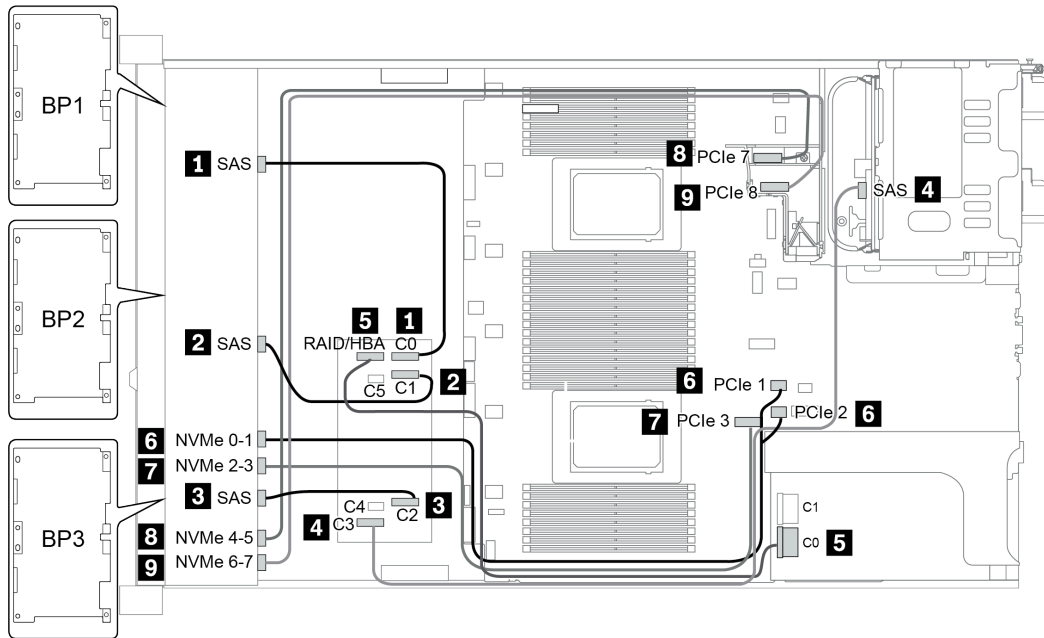 BP1
BP2
BP3
1 SAS
2 SAS
6 NVMe 0-1
7 NVMe 2-3
3 SAS
8 NVMe 4-5
9 NVMe 6-7
5 1
RAID/HBA C0
C5 C1 2
C4 C2 3
4 C3
8 PCIe 7
9 PCIe 8
SAS 4
6 PCIe 1
7 PCIe 3
PCIe 2 6
C1
C0 5